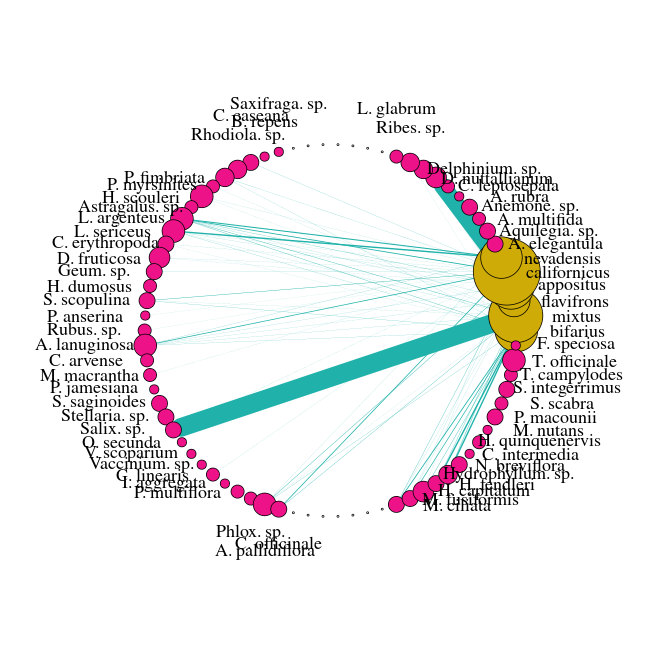 Saxifraga. sp.
C. caseana
B. repens
Rhodiola. sp.
P. fimbriata
P. myrsinites
H. scouleri
Astragalus. sp.
L. argenteus
L. sericeus
C. erythropoda
D. fruticosa
Geum. sp.
H. dumosus
S. scopulina
P. anserina
Rubus. sp.
A. lanuginosa
C. arvense
M. macrantha
P. jamesiana
S. saginoides
Stellaria. sp.
Salix. sp.
O. secunda
V. scoparium
Vaccinium. sp.
G. linearis
I. aggregata
P. multiflora
Phlox. sp.
C. officinale
A. pallidiflora
L. glabrum
Ribes. sp.
Delphinium. sp.
D. nuttallianum
C. leptosepala
A. rubra
Anemone. sp.
A. multifida
Aquilegia. sp.
A. elegantula
nevadensis
californicus
appositus
flavifrons
mixtus
bifarius
F. speciosa
T. officinale
T. campylodes
S. integerrimus
S. scabra
P. macounii
M. nutans
H. quinquenervis
C. intermedia
N. breviflora
Hydrophyllum. sp.
H. fendleri
H. capitatum
M. fusiformis
M. ciliata